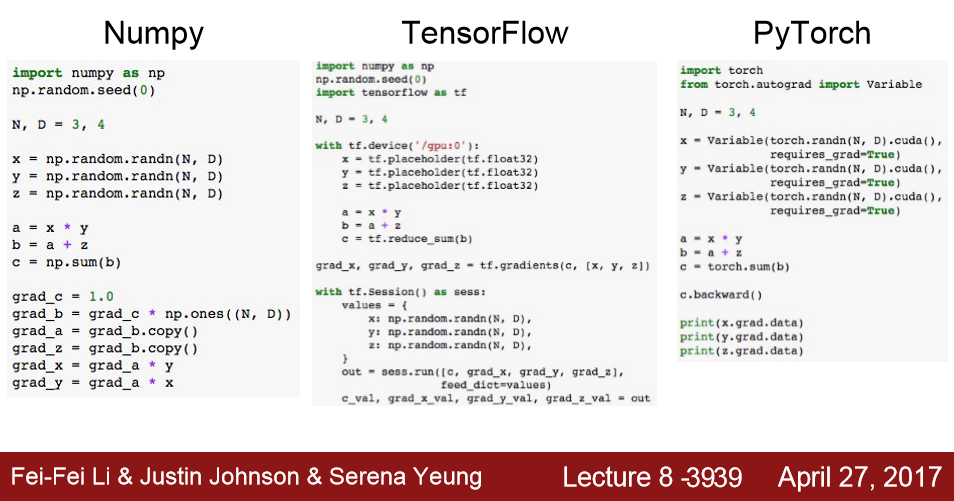 Numpy
import numpy as np
np.random.seed(0)
N, D = 3, 4
x = np.random.randn(N, D)
y = np.random.randn(N, D)
z = np.random.randn(N, D)
a = x * y
b = a + z
c = np.sum(b)
grad_c = 1.0
grad_b = grad_c * np.ones((N, D))
grad_a = grad_b.copy()
grad_z = grad_b.copy()
grad_x = grad_a * y
grad_y = grad_a * x
TensorFlow
import numpy as np
np.random.seed(0)
import tensorflow as tf
N, D = 3, 4
with tf.device('/gpu:0'):
x = tf.placeholder(tf.float32)
y = tf.placeholder(tf.float32)
z = tf.placeholder(tf.float32)
a = x * y
b = a + z
c = tf.reduce_sum(b)
grad_x, grad_y, grad_z = tf.gradients(c, [x, y, z])
with tf.Session() as sess:
values = {
x: np.random.randn(N, D),
y: np.random.randn(N, D),
z: np.random.randn(N, D),
}
out = sess.run([c, grad_x, grad_y, grad_z],
feed_dict=values)
c_val, grad_x_val, grad_y_val, grad_z_val = out
PyTorch
import torch
from torch.autograd import Variable
N, D = 3, 4
x = Variable(torch.randn(N, D).cuda(),
requires_grad=True)
y = Variable(torch.randn(N, D).cuda(),
requires_grad=True)
z = Variable(torch.randn(N, D).cuda(),
requires_grad=True)
a = x * y
b = a + z
c = torch.sum(b)
c.backward()
print(x.grad.data)
print(y.grad.data)
print(z.grad.data)
Fei-Fei Li & Justin Johnson & Serena Yeung Lecture 8 -3939 April 27, 2017